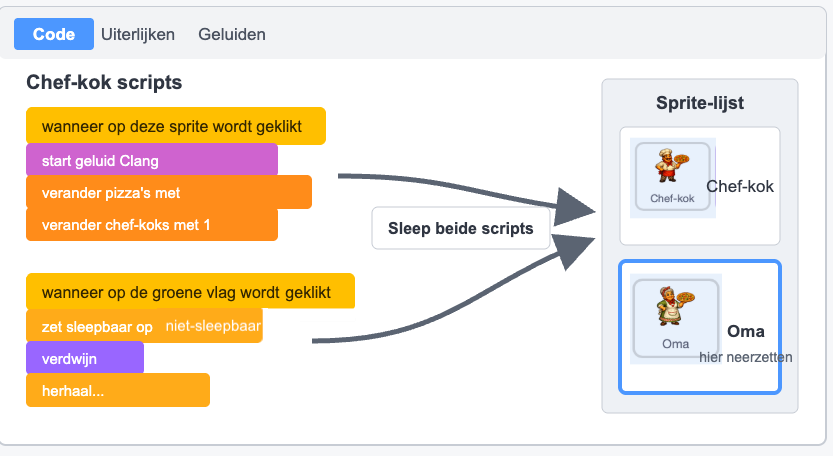 Code Uiterlijken Geluiden
Chef-kok scripts
wanneer op deze sprite wordt geklikt
start geluid Clang
verander pizza's met
verander chef-koks met 1
wanneer op de groene vlag wordt geklikt
zet sleepbaar op niet-sleepbaar
verdwijn
herhaal...
Sleep beide scripts
Sprite-lijst
Chef-kok
Chef-kok
Oma
Oma
hier neerzetten